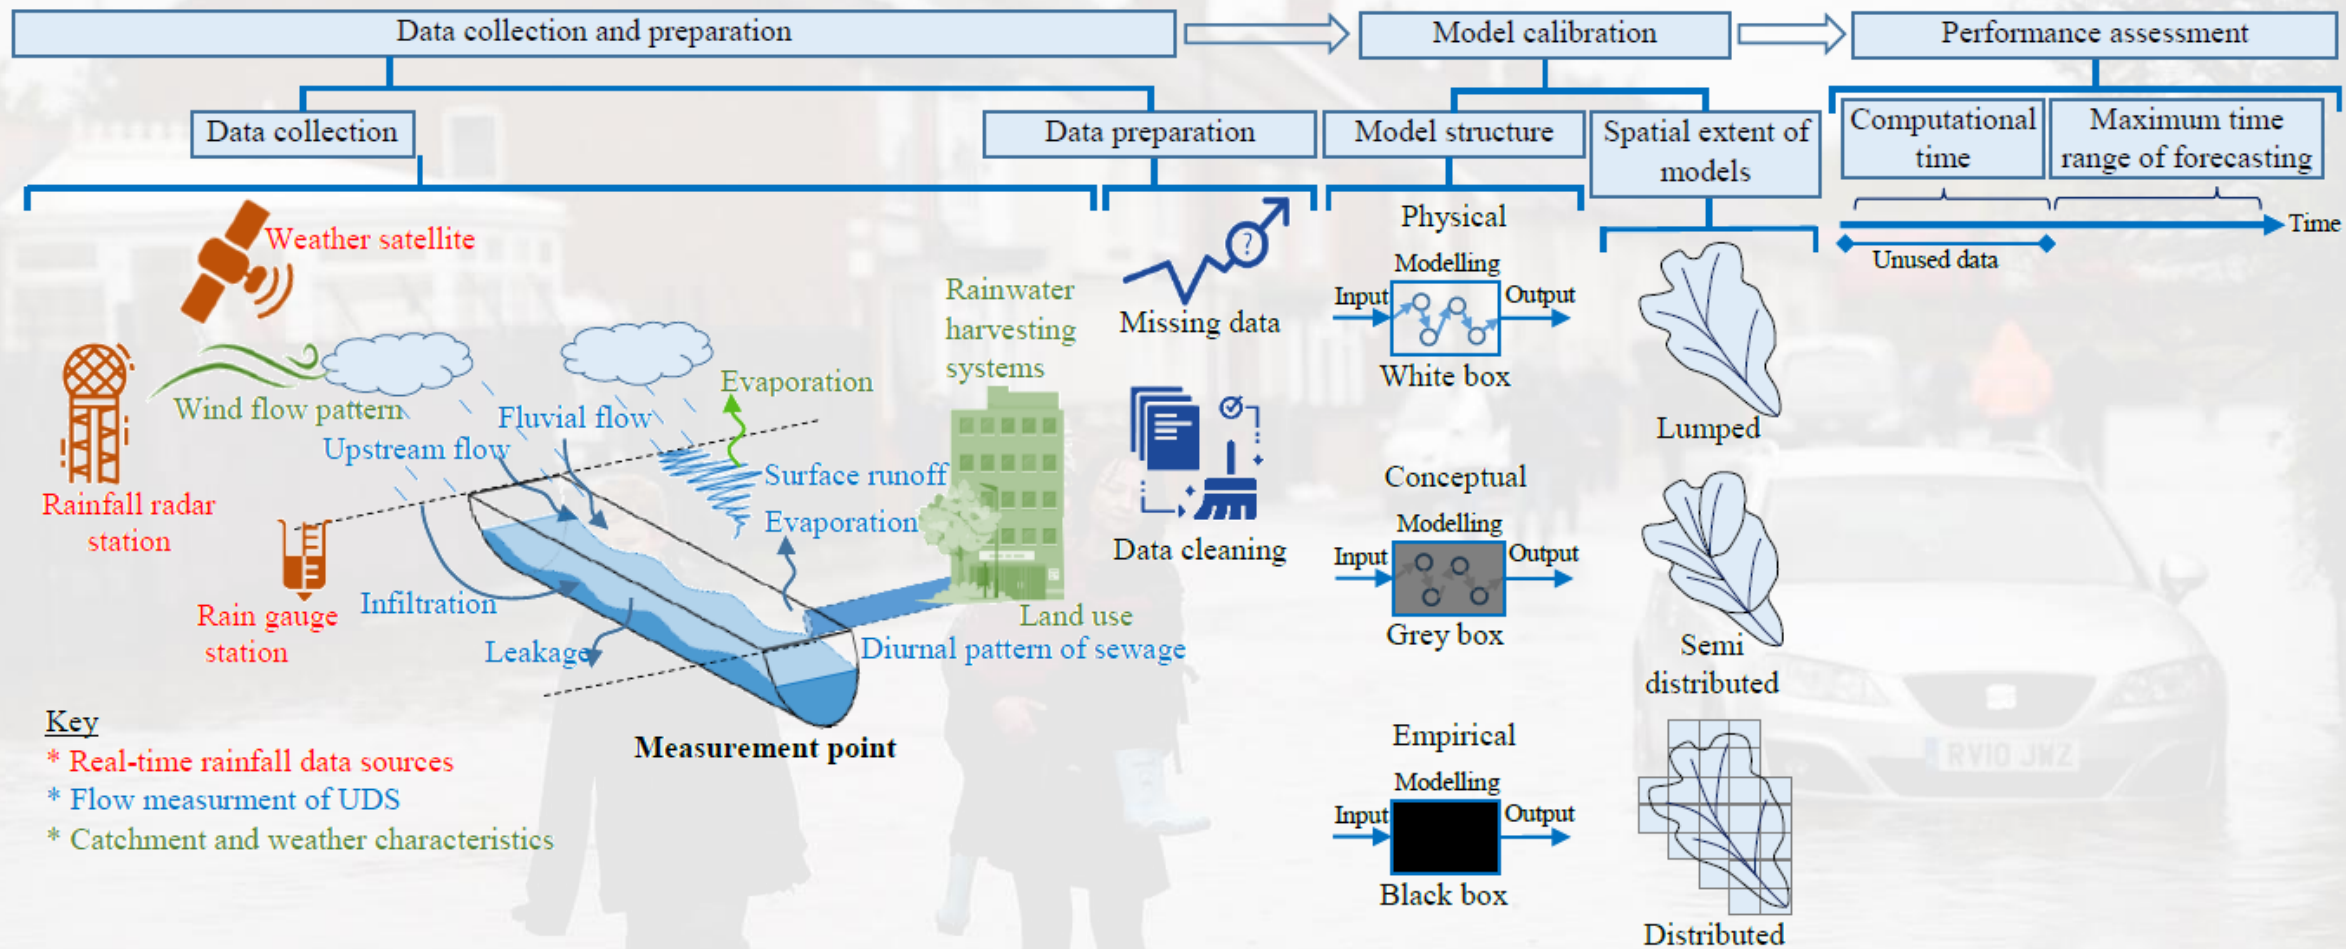 Data collection and preparation
Model calibration
Performance assessment
Data collection
Data preparation
Model structure
Spatial extent of
models
Computational
time
Maximum time
range of forecasting
Weather satellite
Wind flow pattern
Rainfall radar
station
Rain gauge
station
Upstream flow
Fluvial flow
Evaporation
Surface runoff
Evaporation
Infiltration
Leakage
Rainwater
harvesting
systems
Land use
Diurnal pattern of sewage
Measurement point
Key
* Real-time rainfall data sources
* Flow measurment of UDS
* Catchment and weather characteristics
?
Missing data
Data cleaning
Physical
Modelling
Input
Output
White box
Conceptual
Modelling
Input
Output
Grey box
Empirical
Modelling
Input
Output
Black box
Lumped
Semi
distributed
Distributed
Time
Unused data
RV10 JWZ